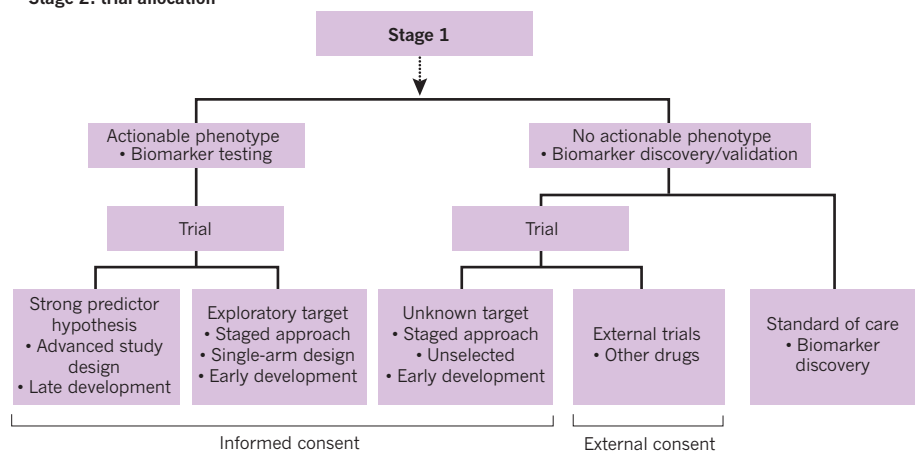 Stage 2: trial allocation
Stage 1
Actionable phenotype
• Biomarker testing
No actionable phenotype
• Biomarker discovery/validation
Trial
Trial
Strong predictor
hypothesis
• Advanced study
design
• Late development
Exploratory target
• Staged approach
• Single-arm design
• Early development
Unknown target
• Staged approach
• Unselected
• Early development
External trials
• Other drugs
Standard of care
• Biomarker
discovery
Informed consent
External consent